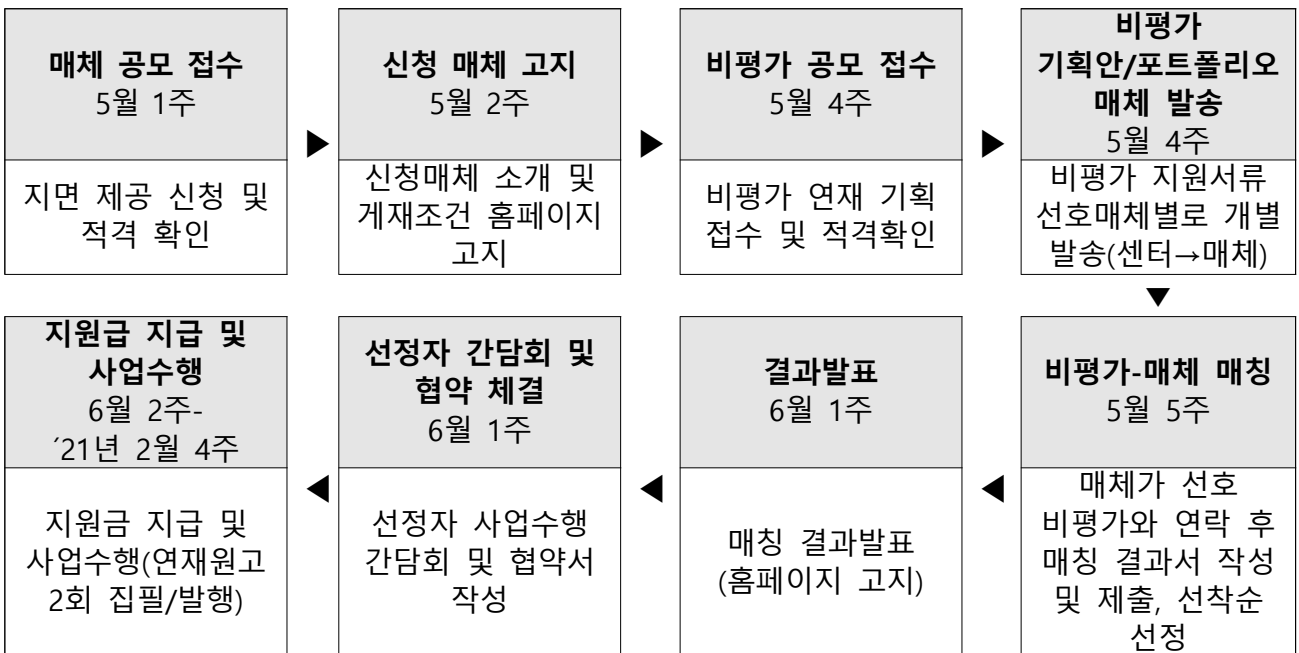 매체 공모 접수
5월 1주
지면 제공 신청 및
적격 확인
▶
신청 매체 고지
5월 2주
신청매체 소개 및
게재조건 홈페이지
고지
▶
비평가 공모 접수
5월 4주
비평가 연재 기획
접수 및 적격확인
▶
비평가
기획안/포트폴리오
매체 발송
5월 4주
비평가 지원서류
선호매체별로 개별
발송(센터→매체)
▼
비평가-매체 매칭
5월 5주
매체가 선호
비평가와 연락 후
매칭 결과서 작성
및 제출, 선착순
선정
◀
결과발표
6월 1주
매칭 결과발표
(홈페이지 고지)
◀
선정자 간담회 및
협약 체결
6월 1주
선정자 사업수행
간담회 및 협약서
작성
◀
지원급 지급 및
사업수행
6월 2주-
´21년 2월 4주
지원금 지급 및
사업수행(연재원고
2회 집필/발행)